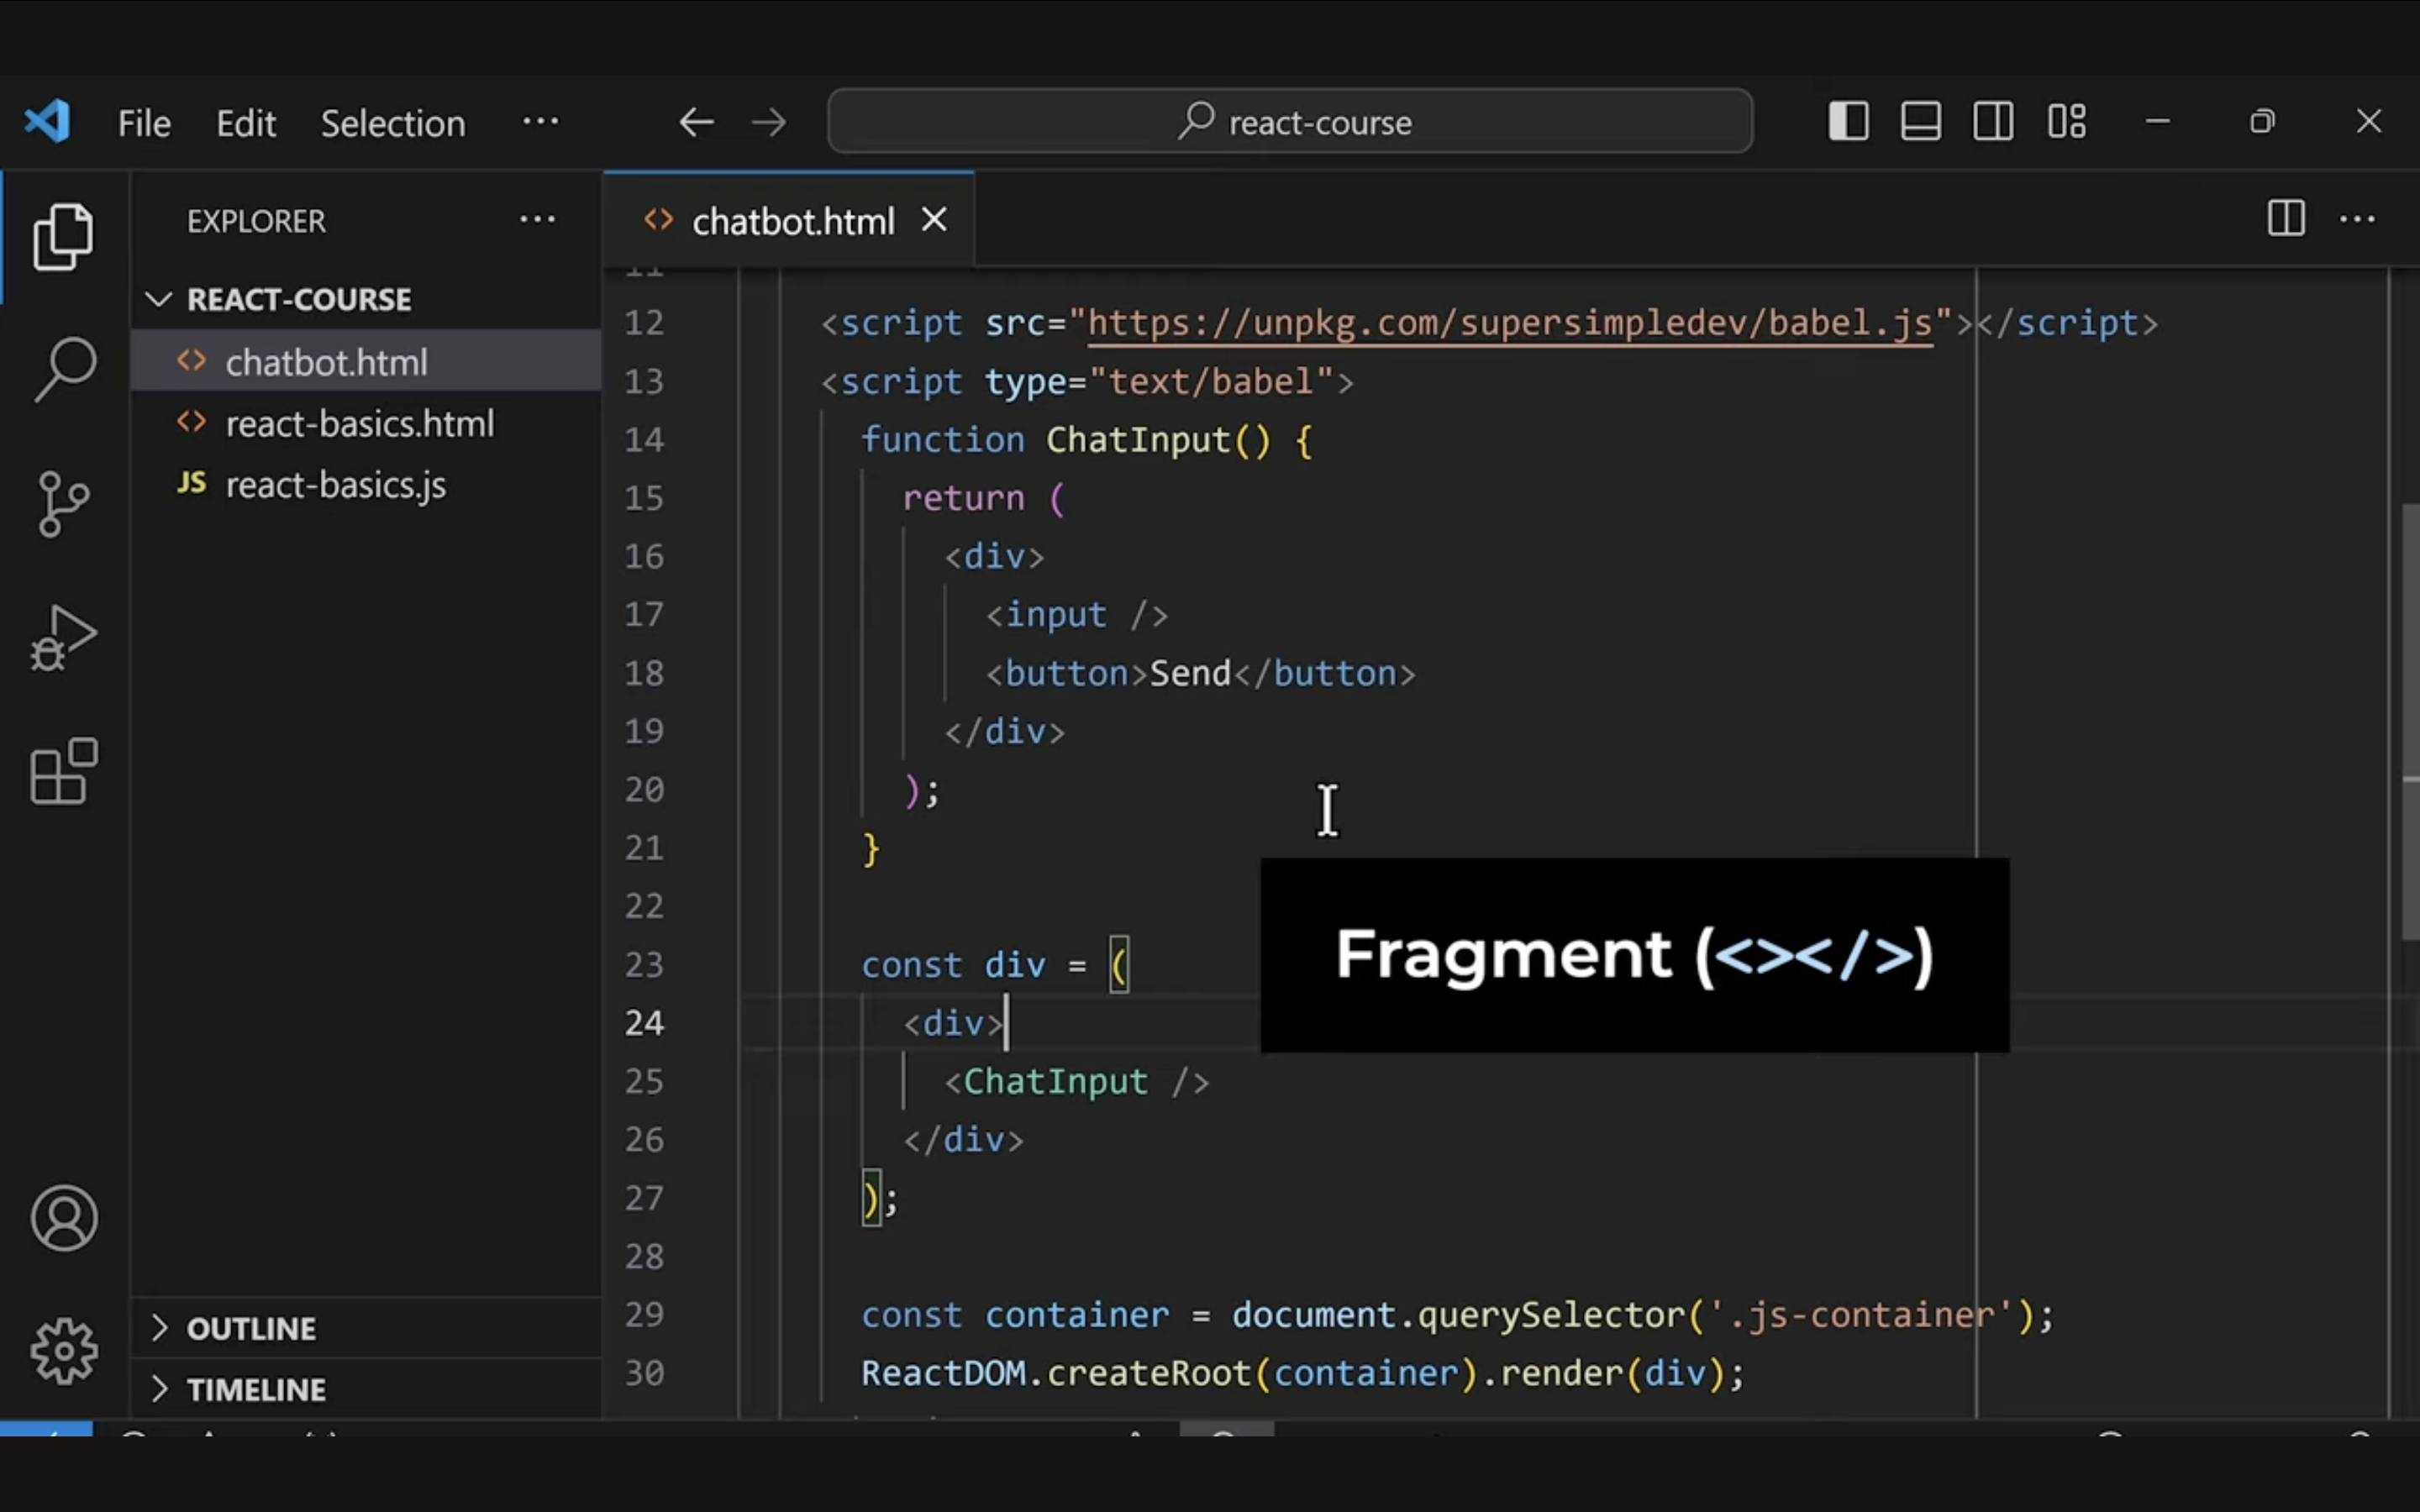 File Edit Selection ··· react-course
EXPLORER ···
REACT-COURSE
chatbot.html
react-basics.html
JS react-basics.js
OUTLINE
TIMELINE
chatbot.html
11
12 <script src="https://unpkg.com/supersimpledev/babel.js"></script>
13 <script type="text/babel">
14 function ChatInput() {
15 return (
16 <div>
17 <input />
18 <button>Send</button>
19 </div>
20 );
21 }
22
23 const div = (
24 <div>
25 <ChatInput />
26 </div>
27 );
28
29 const container = document.querySelector('.js-container');
30 ReactDOM.createRoot(container).render(div);
Fragment (<></>)